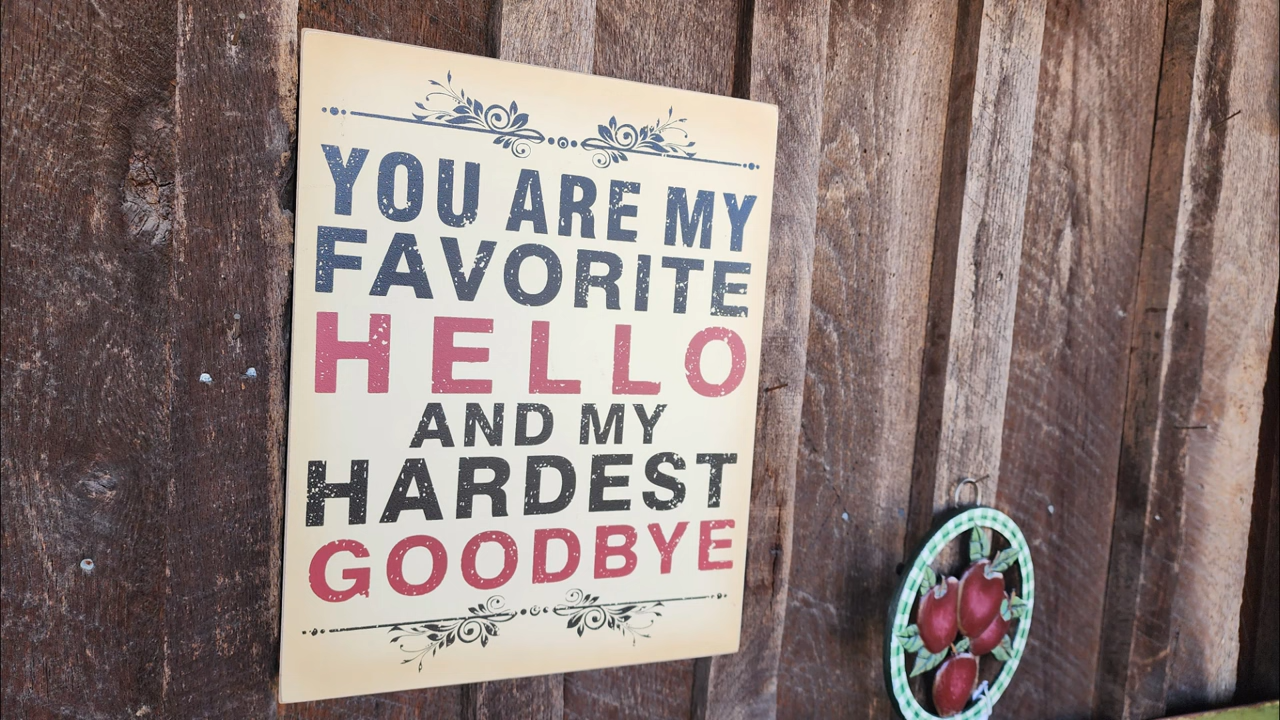 YOU ARE MY
FAVORITE
HELLO
AND MY
HARDEST
GOODBYE